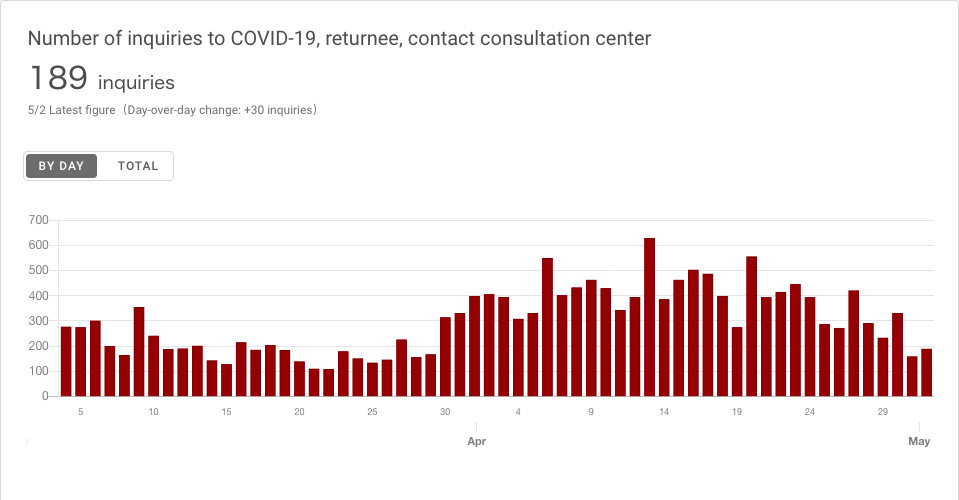 Number of inquiries to COVID-19, returnee, contact consultation center
189 inquiries
5/2 Latest figure（Day-over-day change: +30 inquiries）
BY DAY TOTAL
700
600
500
400
300
200
100
0
5 10 15 20 25 30 4 9 14 19 24 29
Apr May